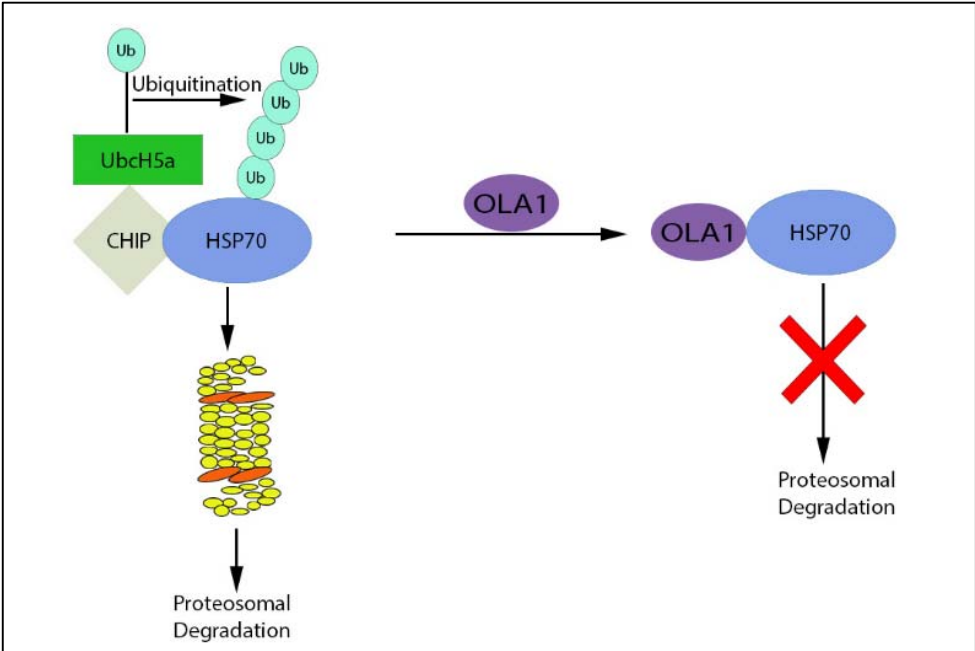 Ub
Ubiquitination
Ub
Ub
Ub
Ub
UbcH5a
CHIP
HSP70
OLA1
OLA1
HSP70
Proteosomal
Degradation
Proteosomal
Degradation